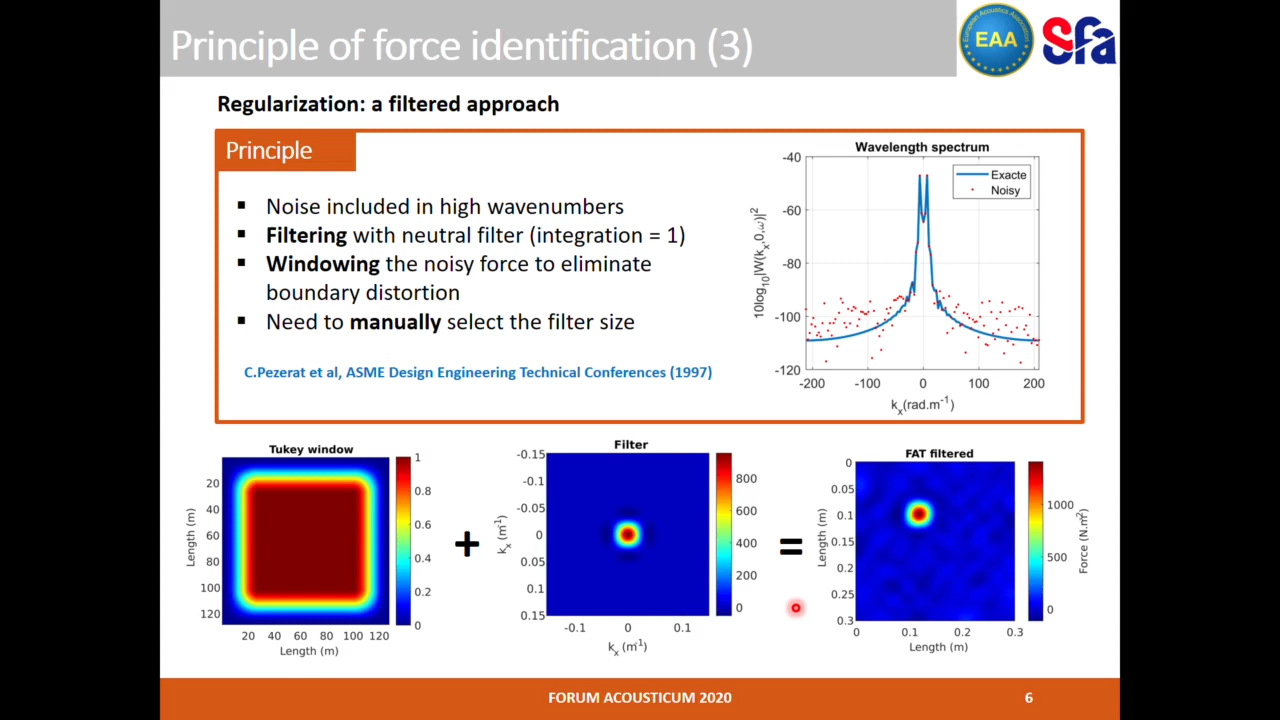 Principle of force identification (3)
European Acoustics Association
EAA
sfa
Regularization: a filtered approach
Principle
▪ Noise included in high wavenumbers
▪ Filtering with neutral filter (integration = 1)
▪ Windowing the noisy force to eliminate
boundary distortion
▪ Need to manually select the filter size
C.Pezerat et al, ASME Design Engineering Technical Conferences (1997)
Wavelength spectrum
Exacte
Noisy
10log₁₀|W(kₓ,0,ω)|²
-40
-60
-80
-100
-120
-200 -100 0 100 200
kₓ(rad.m⁻¹)
Tukey window
Length (m)
20
40
60
80
100
120
20 40 60 80 100 120
Length (m)
1
0.8
0.6
0.4
0.2
0
+
Filter
kₓ (m⁻¹)
-0.15
-0.1
-0.05
0
0.05
0.1
0.15
-0.1 0 0.1
kₓ (m⁻¹)
800
600
400
200
0
=
FAT filtered
Length (m)
0
0.05
0.1
0.15
0.2
0.25
0.3
0 0.1 0.2 0.3
Length (m)
1000
500
0
Force (N.m²)
FORUM ACOUSTICUM 2020
6